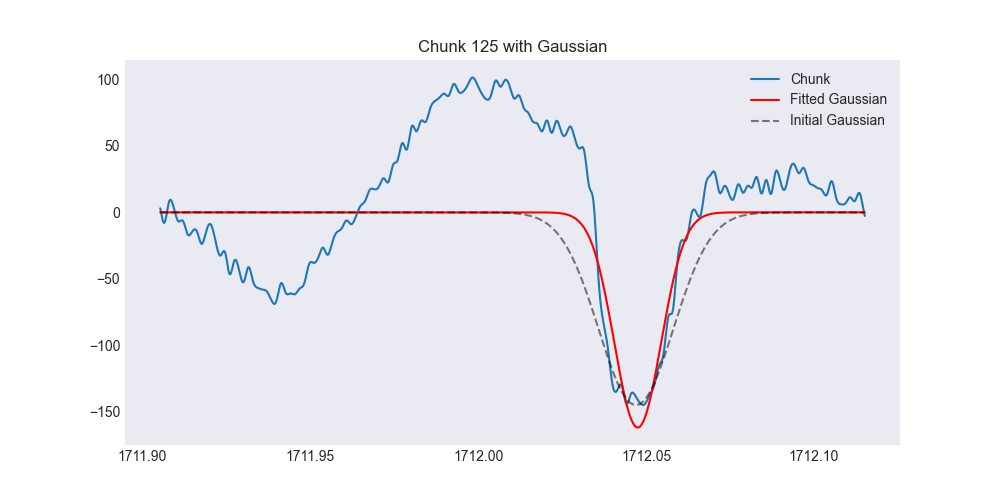 Chunk 125 with Gaussian
Chunk
Fitted Gaussian
Initial Gaussian
100
50
0
−50
−100
−150
1711.90 1711.95 1712.00 1712.05 1712.10